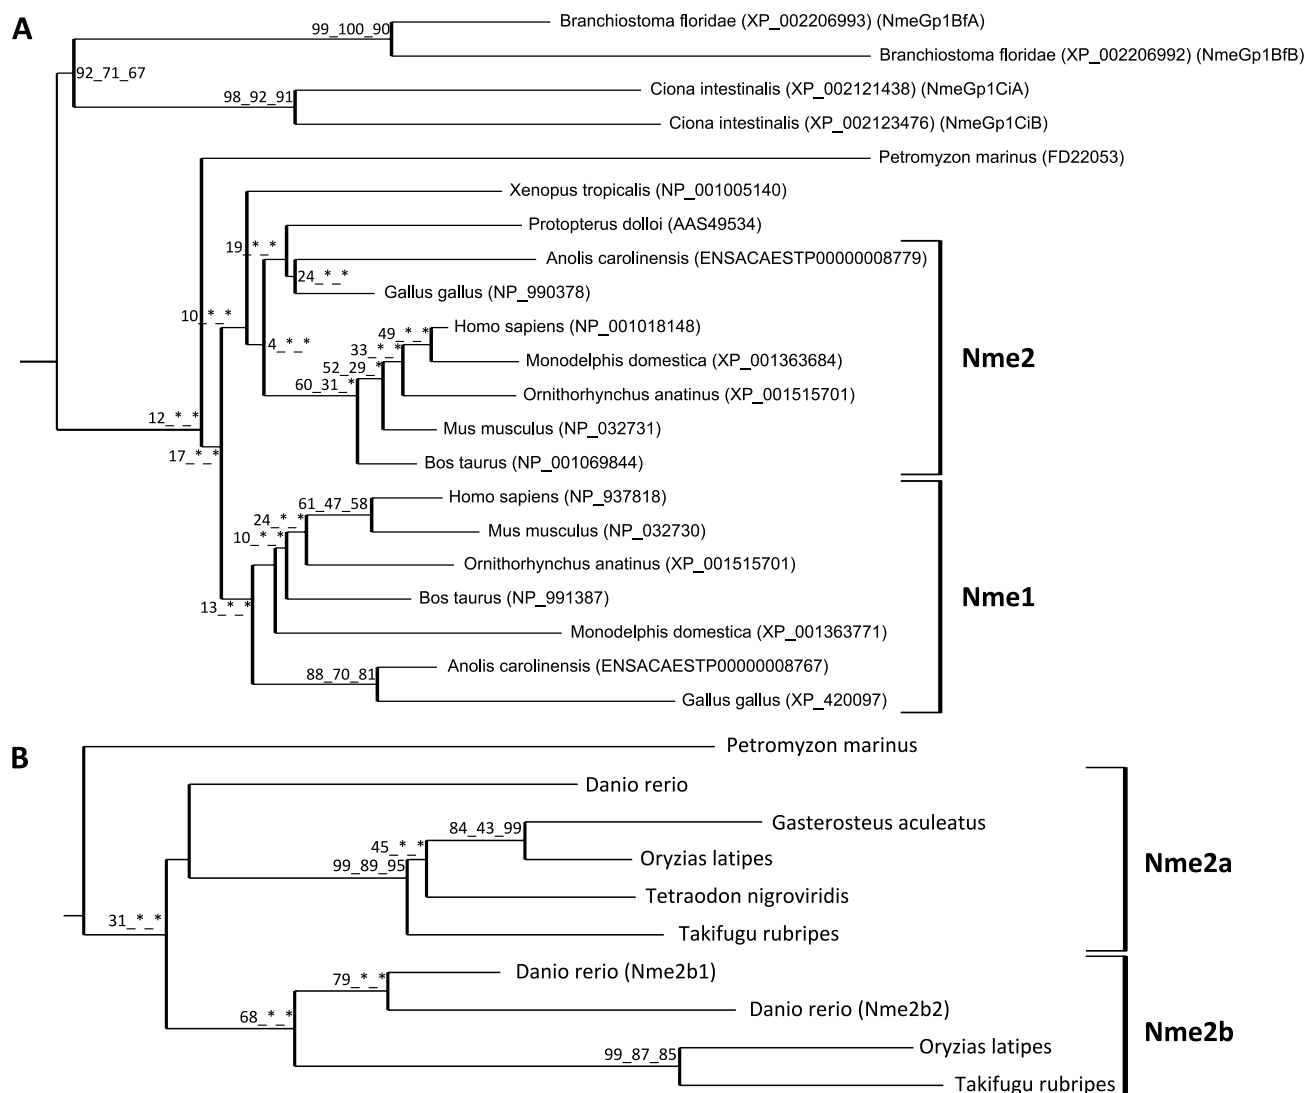 A
Branchiostoma floridae (XP_002206993) (NmeGp1BfA)
99_100_90
Branchiostoma floridae (XP_002206992) (NmeGp1BfB)
92_71_67
Ciona intestinalis (XP_002121438) (NmeGp1CiA)
98_92_91
Ciona intestinalis (XP_002123476) (NmeGp1CiB)
Petromyzon marinus (FD22053)
Xenopus tropicalis (NP_001005140)
Protopterus dolloi (AAS49534)
19_*_*
Anolis carolinensis (ENSACAESTP00000008779)
24_*_*
Gallus gallus (NP_990378)
10_*_*
Homo sapiens (NP_001018148)
49_*_*
4_*_*
33_*_*
Monodelphis domestica (XP_001363684)
Nme2
52_29_*
60_31_*
Ornithorhynchus anatinus (XP_001515701)
12_*_*
Mus musculus (NP_032731)
17_*_*
Bos taurus (NP_001069844)
Homo sapiens (NP_937818)
61_47_58
24_*_*
Mus musculus (NP_032730)
10_*_*
Ornithorhynchus anatinus (XP_001515701)
Nme1
13_*_*
Bos taurus (NP_991387)
Monodelphis domestica (XP_001363771)
Anolis carolinensis (ENSACAESTP00000008767)
88_70_81
Gallus gallus (XP_420097)
B
Petromyzon marinus
Danio rerio
Gasterosteus aculeatus
84_43_99
45_*_*
Oryzias latipes
99_89_95
Nme2a
Tetraodon nigroviridis
31_*_*
Takifugu rubripes
Danio rerio (Nme2b1)
79_*_*
Danio rerio (Nme2b2)
68_*_*
Nme2b
Oryzias latipes
99_87_85
Takifugu rubripes